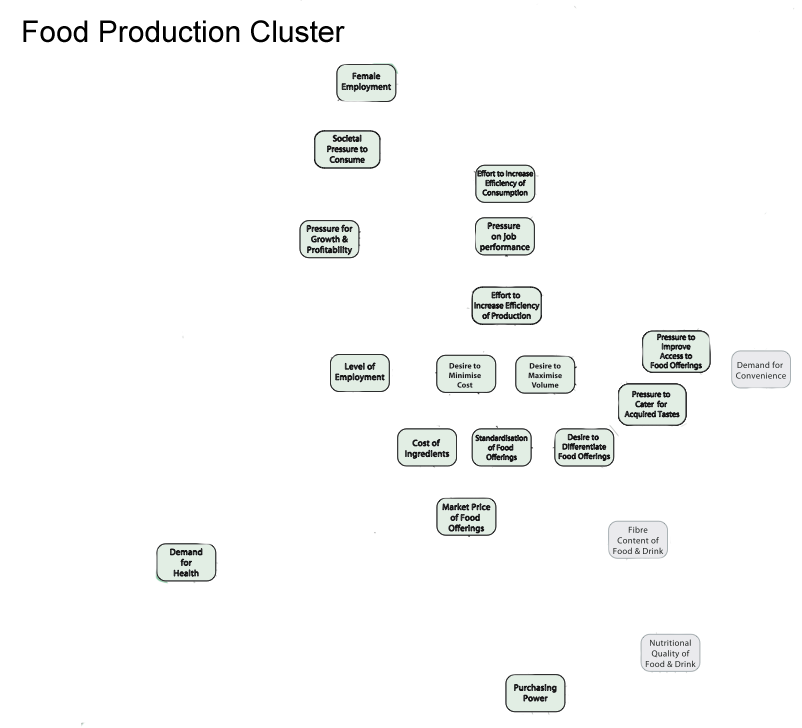 Food Production Cluster
Female
Employment
Societal
Pressure to
Consume
Effort to Increase
Efficiency of
Consumption
Pressure for
Growth &
Profitability
Pressure
on Job
performance
Effort to
Increase Efficiency
of Production
Pressure to
Improve
Access to
Food Offerings
Demand for
Convenience
Level of
Employment
Desire to
Minimise
Cost
Desire to
Maximise
Volume
Pressure to
Cater for
Acquired Tastes
Cost of
Ingredients
Standardisation
of Food
Offerings
Desire to
Differentiate
Food Offerings
Market Price
of Food
Offerings
Fibre
Content of
Food & Drink
Demand
for
Health
Nutritional
Quality of
Food & Drink
Purchasing
Power